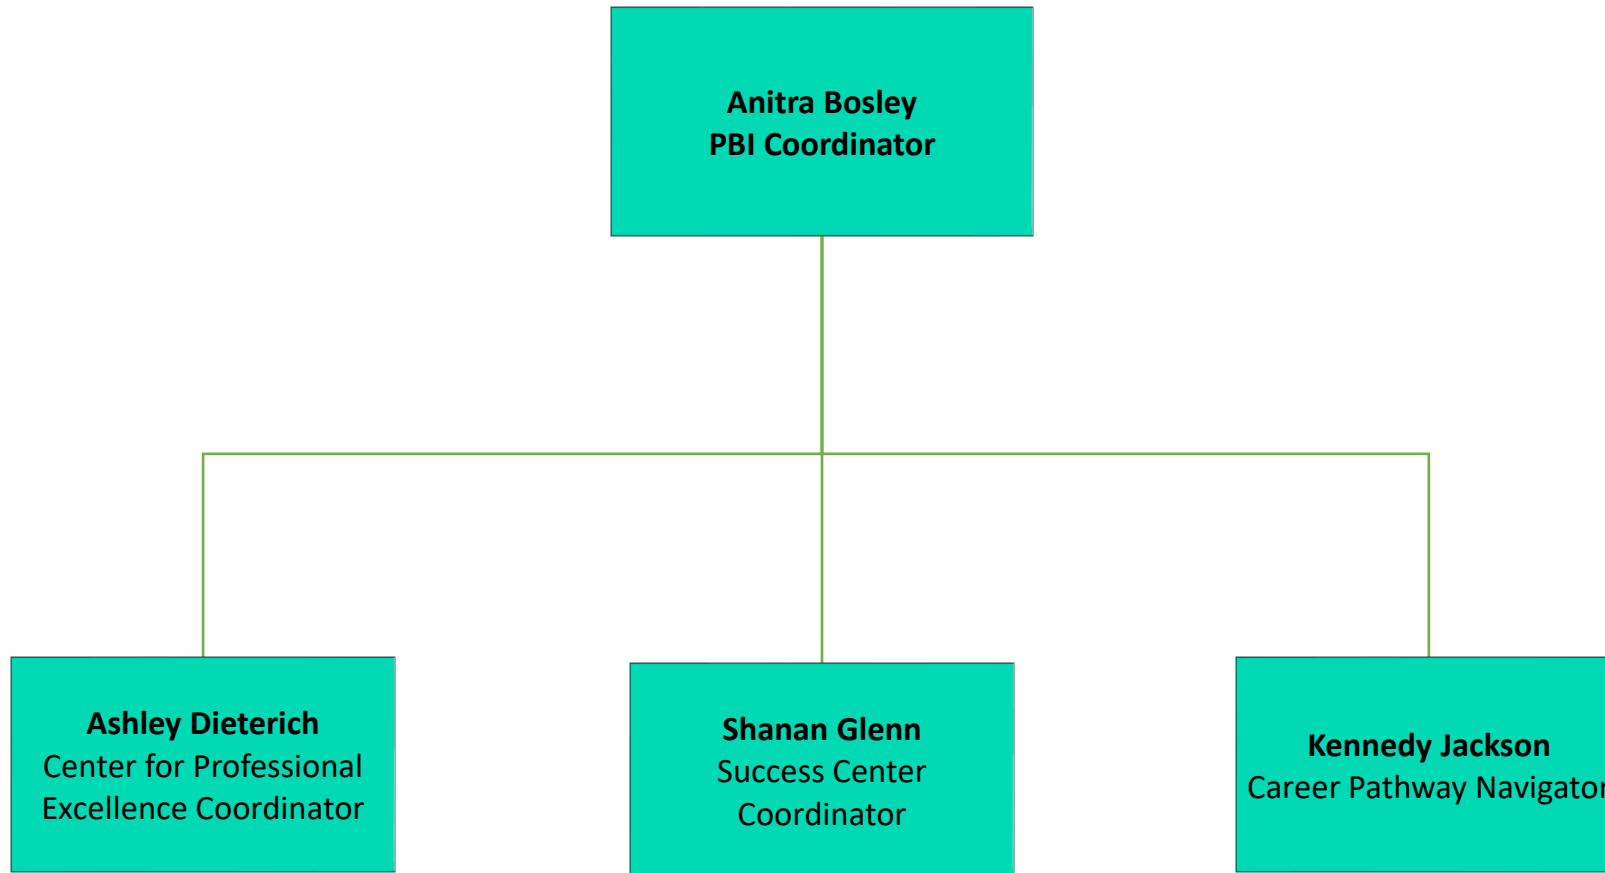 Anitra Bosley
PBI Coordinator
Ashley Dieterich
Center for Professional
Excellence Coordinator
Shanan Glenn
Success Center
Coordinator
Kennedy Jackson
Career Pathway Navigator